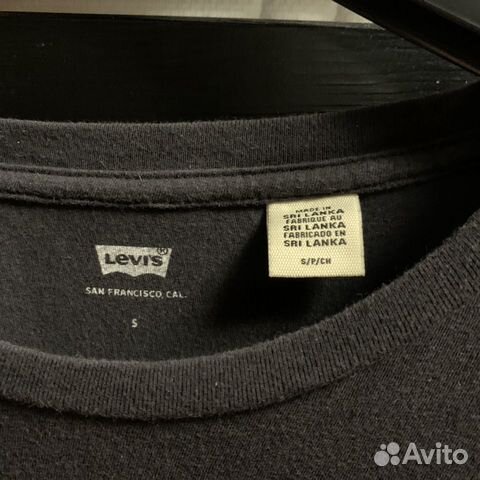 LEVI'S®
SAN FRANCISCO, CAL.
S
MADE IN
SRI LANKA
FABRIQUE AU
SRI LANKA
FABRICADO EN
SRI LANKA
S/P/CH
Avito